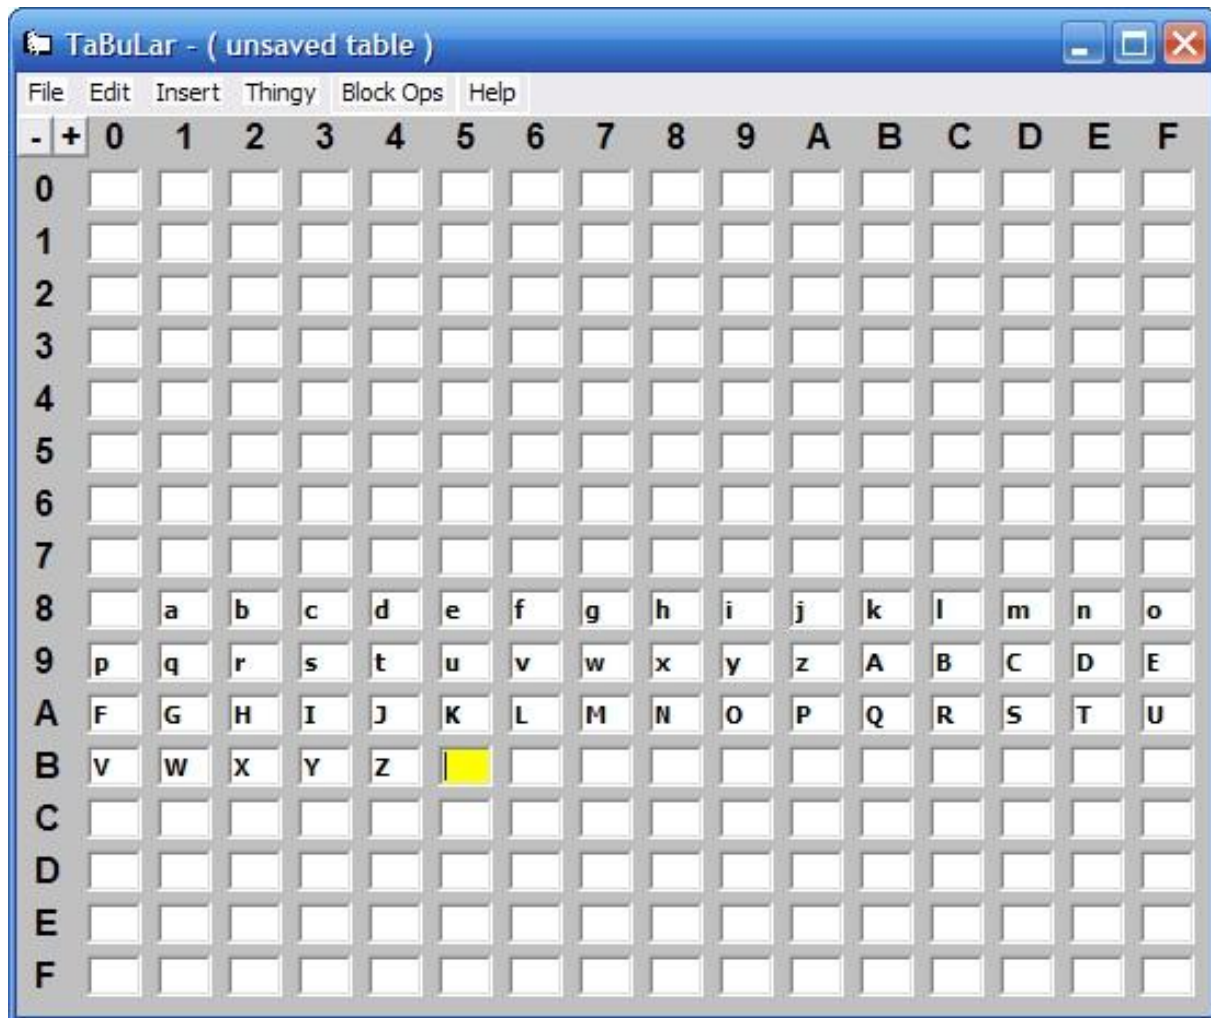 TaBuLar - ( unsaved table )
File Edit Insert Thingy Block Ops Help
- + 0 1 2 3 4 5 6 7 8 9 A B C D E F
0
1
2
3
4
5
6
7
8 a b c d e f g h i j k l m n o
9 p q r s t u v w x y z A B C D E
A F G H I J K L M N O P Q R S T U
B V W X Y Z
C
D
E
F